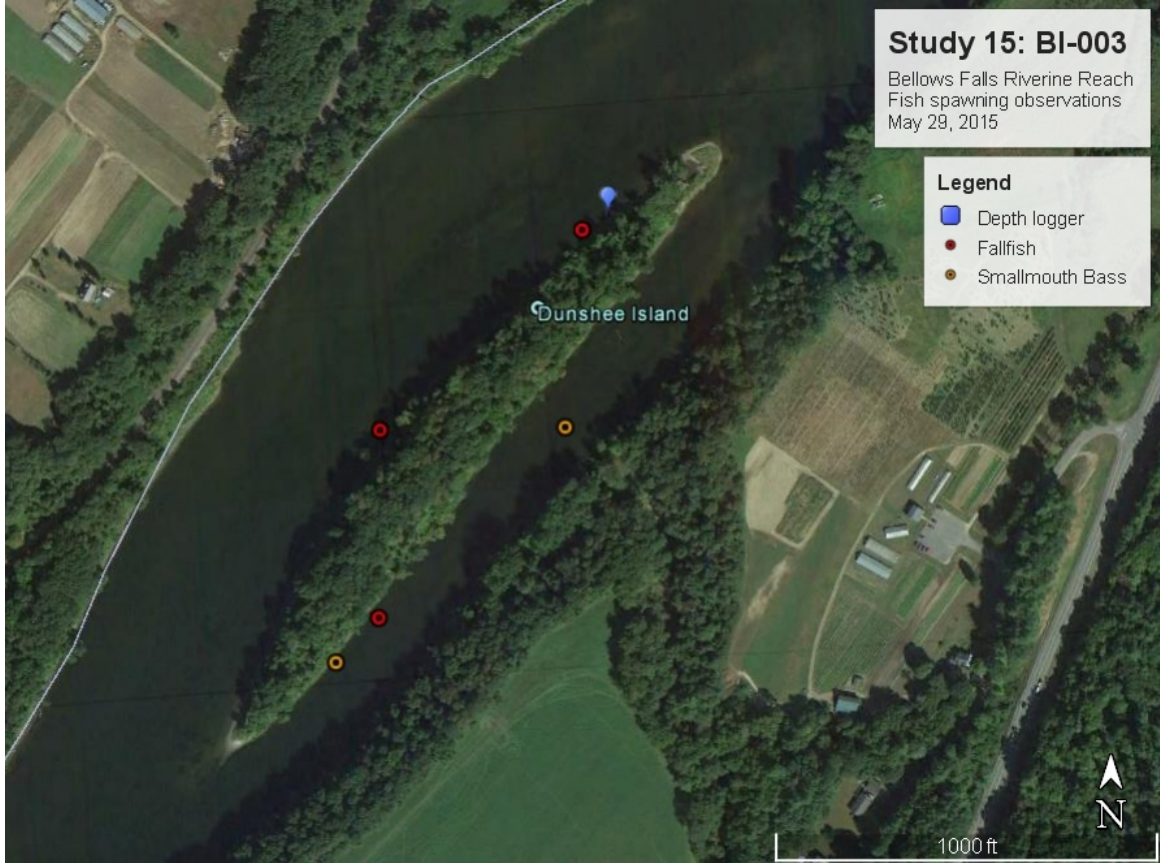 Study 15: BI-003
Bellows Falls Riverine Reach
Fish spawning observations
May 29, 2015
Legend
Depth logger
Fallfish
Smallmouth Bass
Dunshee Island
N
1000 ft